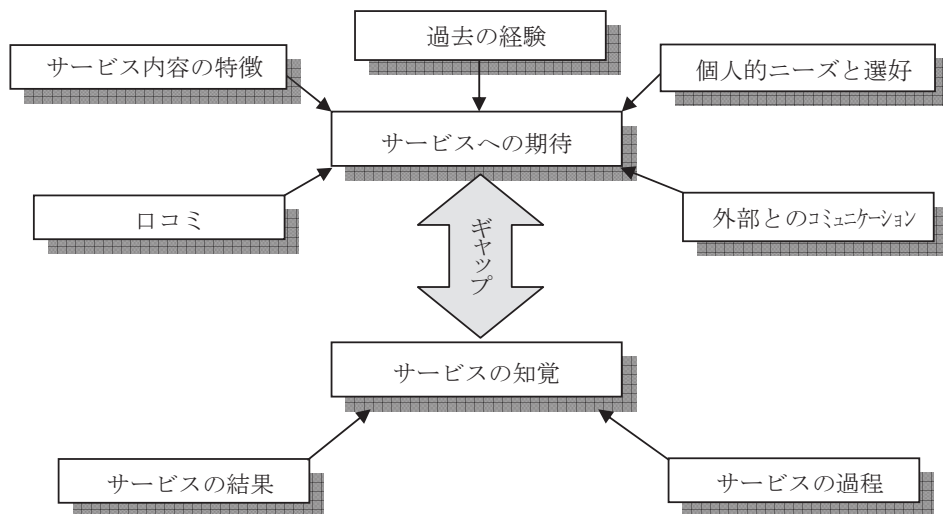 過去の経験
サービス内容の特徴
個人的ニーズと選好
サービスへの期待
口コミ
外部とのコミュニケーション
ギャップ
サービスの知覚
サービスの結果
サービスの過程